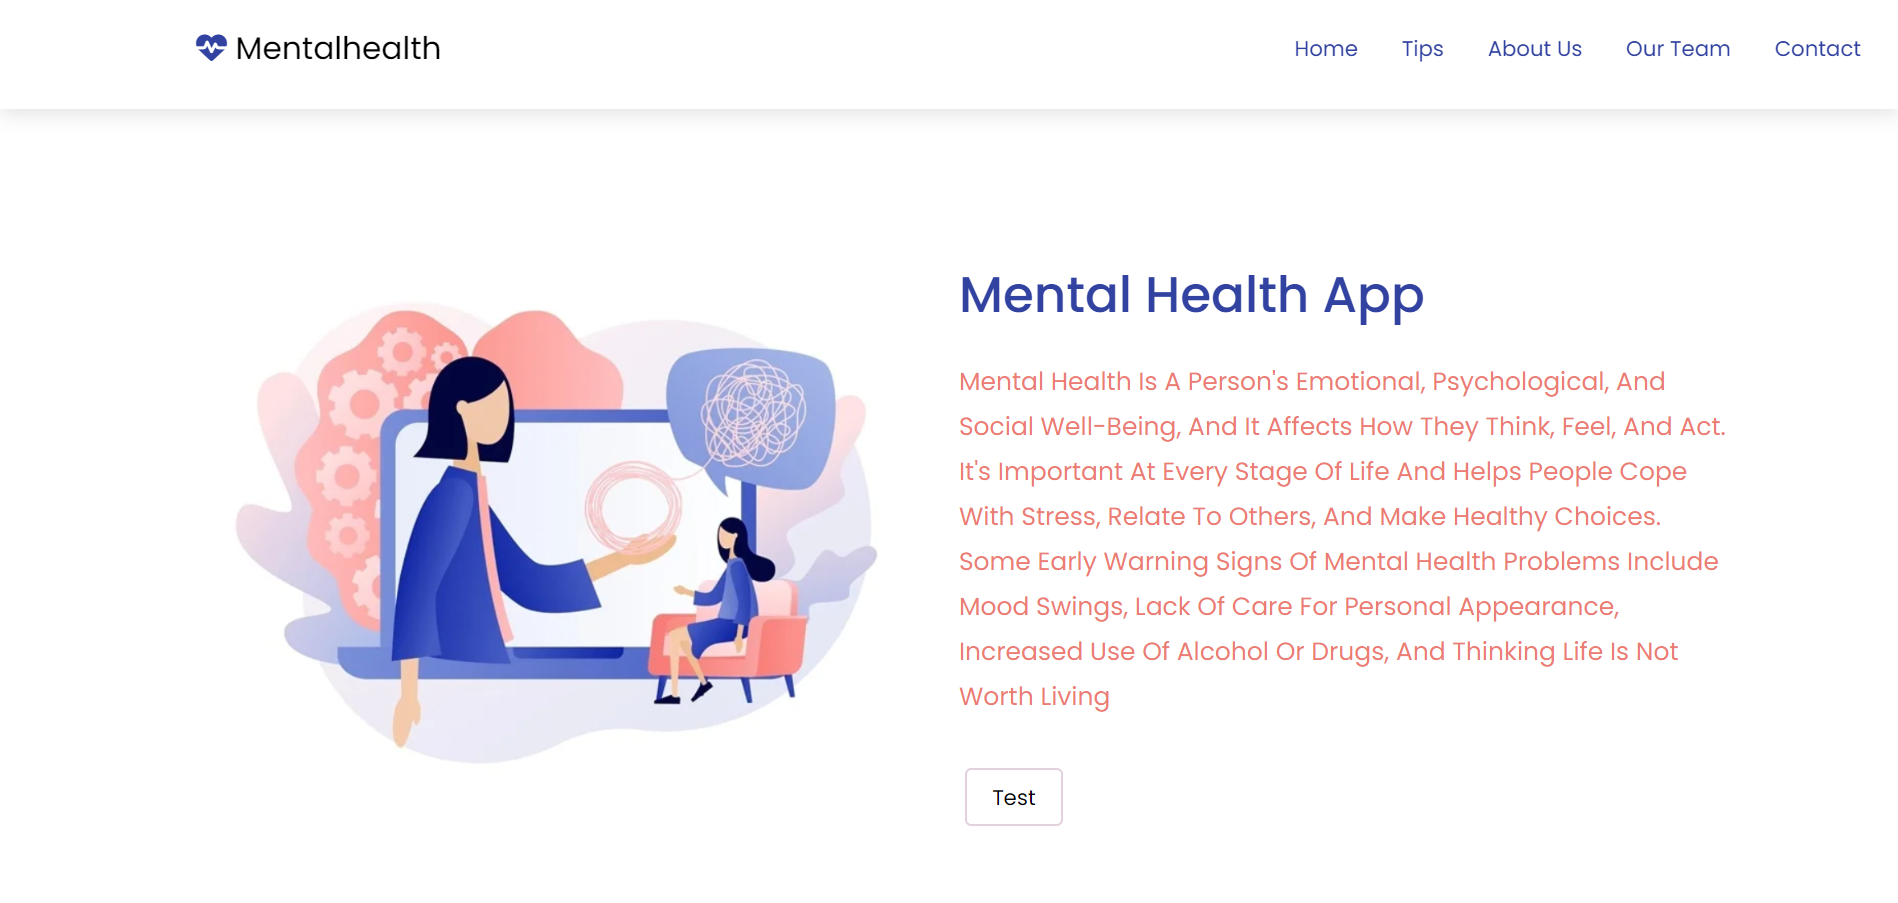 Mentalhealth
Home
Tips
About Us
Our Team
Contact
Mental Health App
Mental Health Is A Person's Emotional, Psychological, And
Social Well-Being, And It Affects How They Think, Feel, And Act.
It's Important At Every Stage Of Life And Helps People Cope
With Stress, Relate To Others, And Make Healthy Choices.
Some Early Warning Signs Of Mental Health Problems Include
Mood Swings, Lack Of Care For Personal Appearance,
Increased Use Of Alcohol Or Drugs, And Thinking Life Is Not
Worth Living
Test